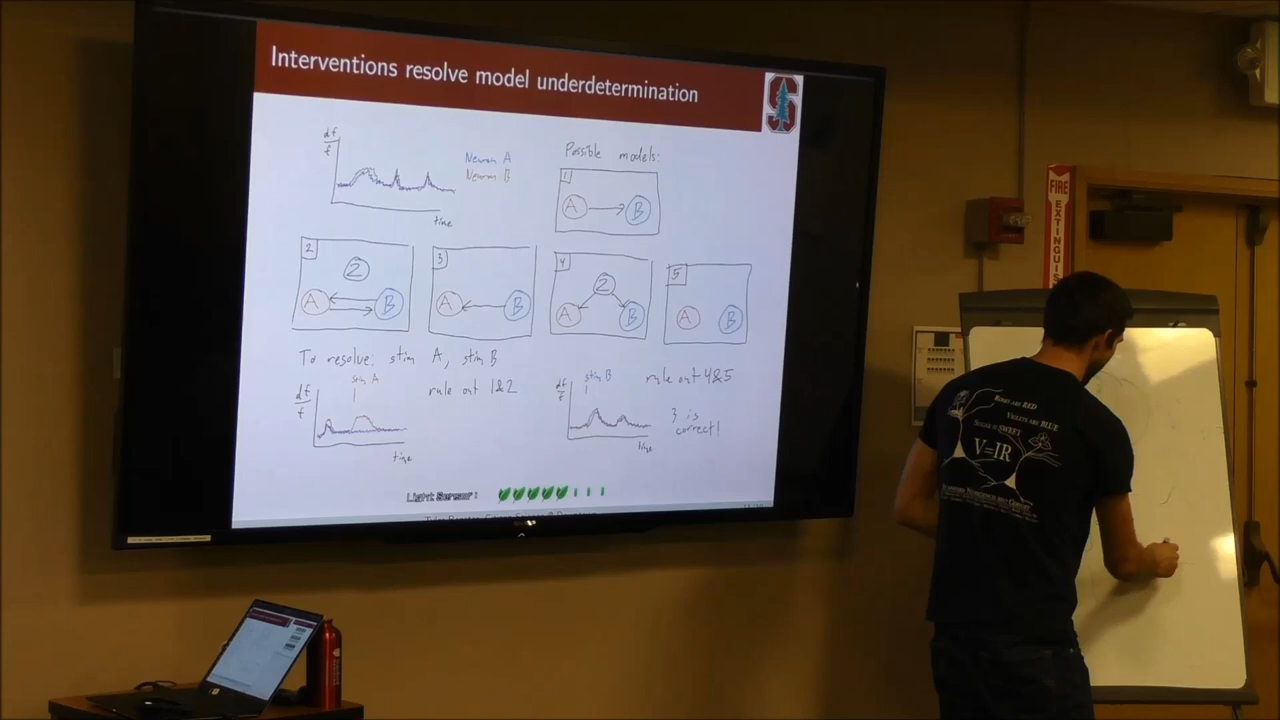 Interventions resolve model underdetermination
S
df
f
Neuron A
Neuron B
time
Possible models:
1
A
B
2
2
A
B
3
A
B
4
2
A
B
5
A
B
To resolve: stim A, stim B
df
f
stim A
time
rule out 1&2
df
f
stim B
time
rule out 4&5
3 is
correct!
Light Sensor:
FIRE
EXTINGUIS
ROSES ARE RED
VIOLETS ARE BLUE
SUGAR IS SWEET
V=IR